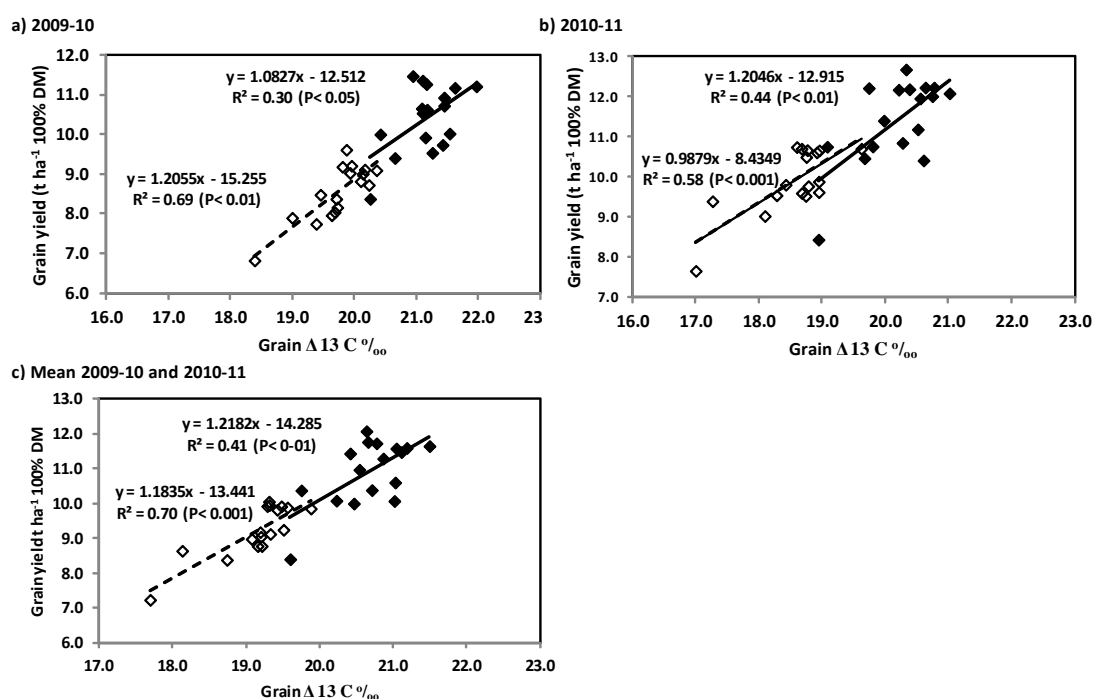 a) 2009-10
12.0
11.0
10.0
9.0
8.0
7.0
6.0
Grain yield (t ha⁻¹ 100% DM)
y = 1.0827x - 12.512
R² = 0.30 (P< 0.05)
y = 1.2055x - 15.255
R² = 0.69 (P< 0.01)
16.0 17.0 18.0 19.0 20.0 21.0 22.0 23
Grain Δ 13 C ⁰/₀₀
b) 2010-11
13.0
12.0
11.0
10.0
9.0
8.0
7.0
Grain yield (t ha⁻¹ 100% DM)
y = 1.2046x - 12.915
R² = 0.44 (P< 0.01)
y = 0.9879x - 8.4349
R² = 0.58 (P< 0.001)
16.0 17.0 18.0 19.0 20.0 21.0 22.0 23.0
Grain Δ 13 C ⁰/₀₀
c) Mean 2009-10 and 2010-11
13.0
12.0
11.0
10.0
9.0
8.0
7.0
6.0
Grain yield t ha⁻¹ 100% DM
y = 1.2182x - 14.285
R² = 0.41 (P< 0-01)
y = 1.1835x - 13.441
R² = 0.70 (P< 0.001)
17.0 18.0 19.0 20.0 21.0 22.0 23.0
Grain Δ 13 C ⁰/₀₀